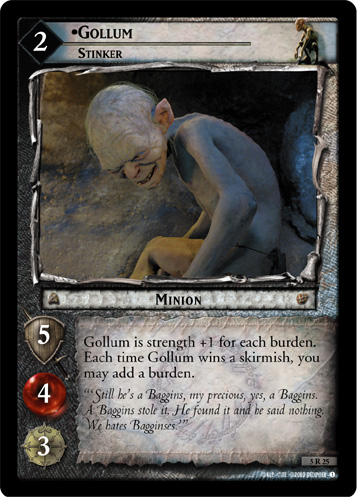 2
•Gollum
Stinker
Minion
5
4
3
Gollum is strength +1 for each burden.
Each time Gollum wins a skirmish, you
may add a burden.
“‘Still he's a Baggins, my precious, yes, a Baggins.
A Baggins stole it. He found it and he said nothing.
We hates Bagginses.’”
5 R 25